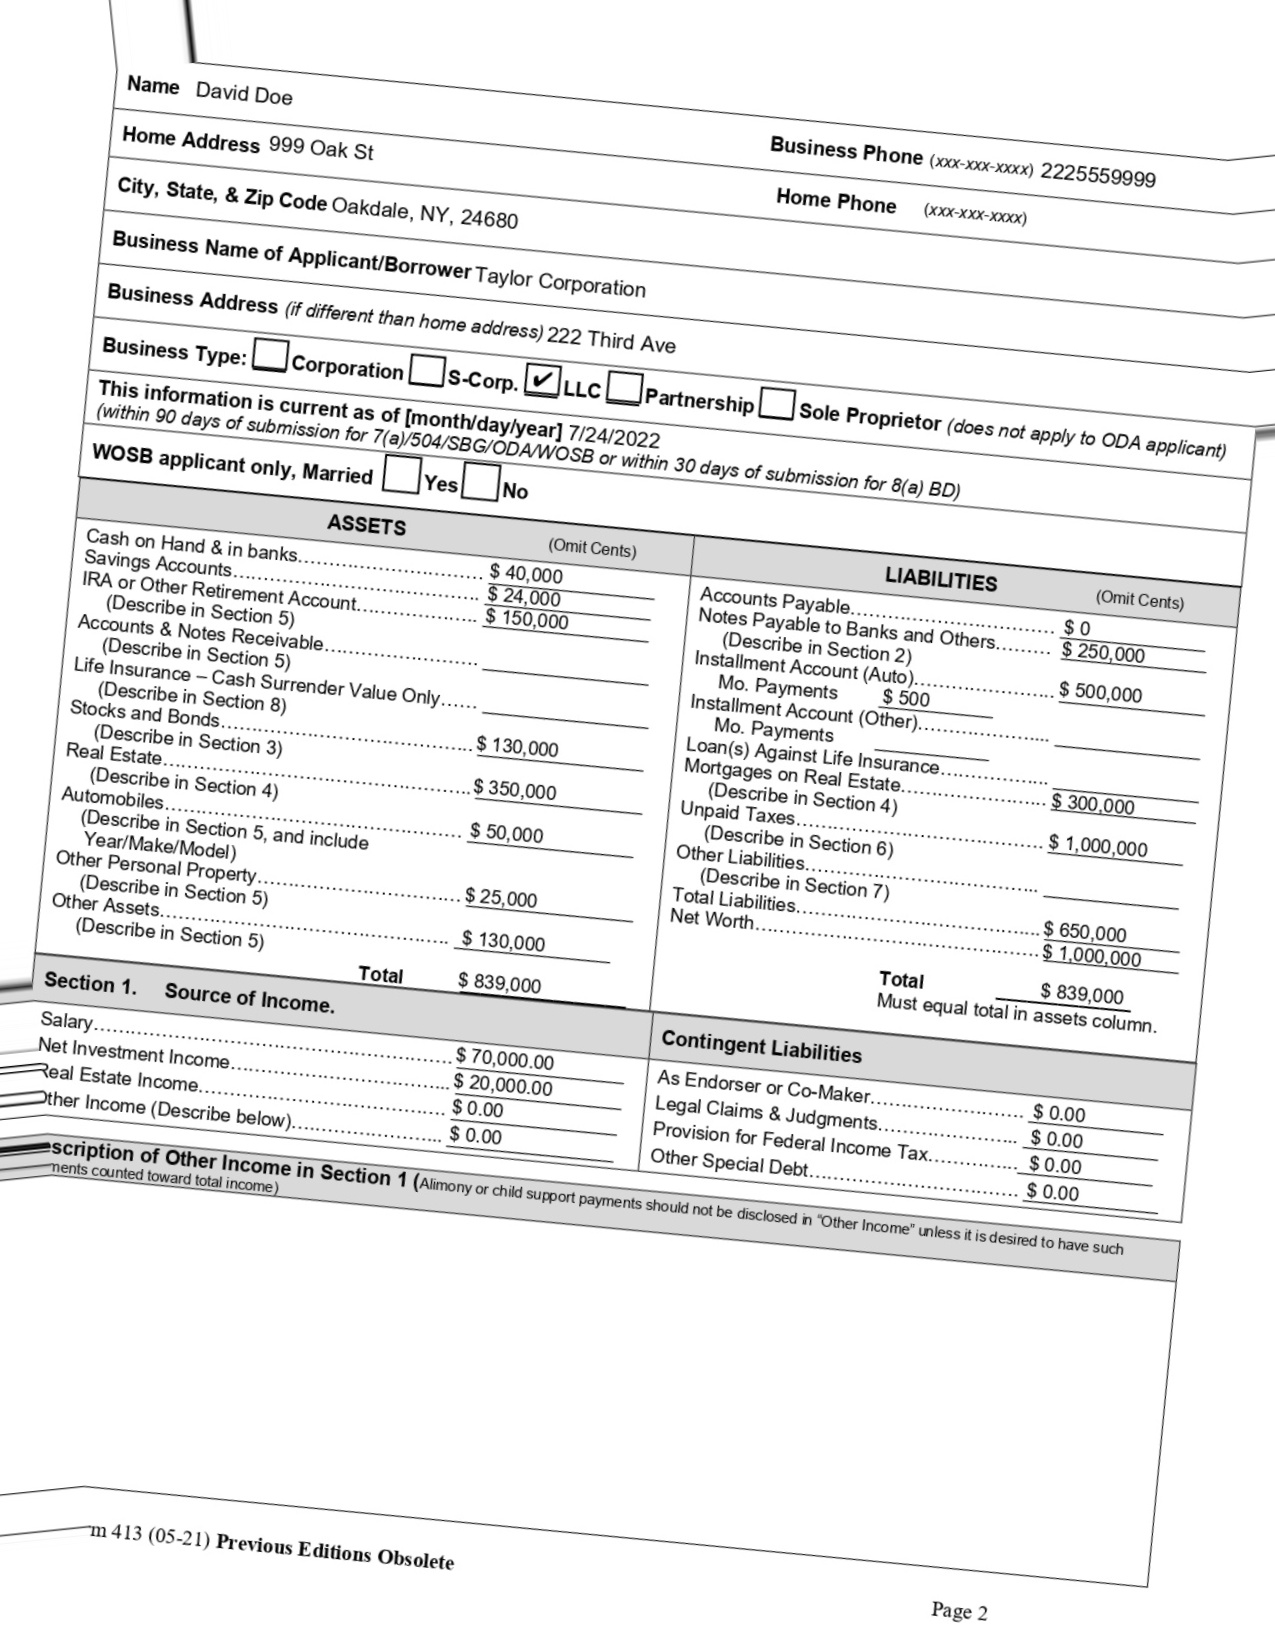 Name David Doe
Business Phone (xxx-xxx-xxxx) 2225559999
Home Address 999 Oak St
Home Phone (xxx-xxx-xxxx)
City, State, & Zip Code Oakdale, NY, 24680
Business Name of Applicant/Borrower Taylor Corporation
Business Address (if different than home address) 222 Third Ave
Business Type: Corporation S-Corp. ✔ LLC Partnership Sole Proprietor (does not apply to ODA applicant)
This information is current as of [month/day/year] 7/24/2022
(within 90 days of submission for 7(a)/504/SBG/ODA/WOSB or within 30 days of submission for 8(a) BD)
WOSB applicant only, Married Yes No
ASSETS (Omit Cents)
Cash on Hand & in banks $ 40,000
Savings Accounts $ 24,000
IRA or Other Retirement Account $ 150,000
(Describe in Section 5)
Accounts & Notes Receivable
(Describe in Section 5)
Life Insurance – Cash Surrender Value Only
(Describe in Section 8)
Stocks and Bonds $ 130,000
(Describe in Section 3)
Real Estate $ 350,000
(Describe in Section 4)
Automobiles $ 50,000
(Describe in Section 5, and include
Year/Make/Model)
Other Personal Property $ 25,000
(Describe in Section 5)
Other Assets $ 130,000
(Describe in Section 5)
Total $ 839,000
LIABILITIES (Omit Cents)
Accounts Payable $ 0
Notes Payable to Banks and Others $ 250,000
(Describe in Section 2)
Installment Account (Auto) $ 500,000
Mo. Payments $ 500
Installment Account (Other)
Mo. Payments
Loan(s) Against Life Insurance
Mortgages on Real Estate $ 300,000
(Describe in Section 4)
Unpaid Taxes $ 1,000,000
(Describe in Section 6)
Other Liabilities
(Describe in Section 7)
Total Liabilities $ 650,000
Net Worth $ 1,000,000
Total $ 839,000
Must equal total in assets column.
Section 1. Source of Income.
Salary $ 70,000.00
Net Investment Income $ 20,000.00
Real Estate Income $ 0.00
Other Income (Describe below) $ 0.00
Contingent Liabilities
As Endorser or Co-Maker $ 0.00
Legal Claims & Judgments $ 0.00
Provision for Federal Income Tax $ 0.00
Other Special Debt $ 0.00
scription of Other Income in Section 1 (Alimony or child support payments should not be disclosed in “Other Income” unless it is desired to have such
ments counted toward total income)
m 413 (05-21) Previous Editions Obsolete
Page 2